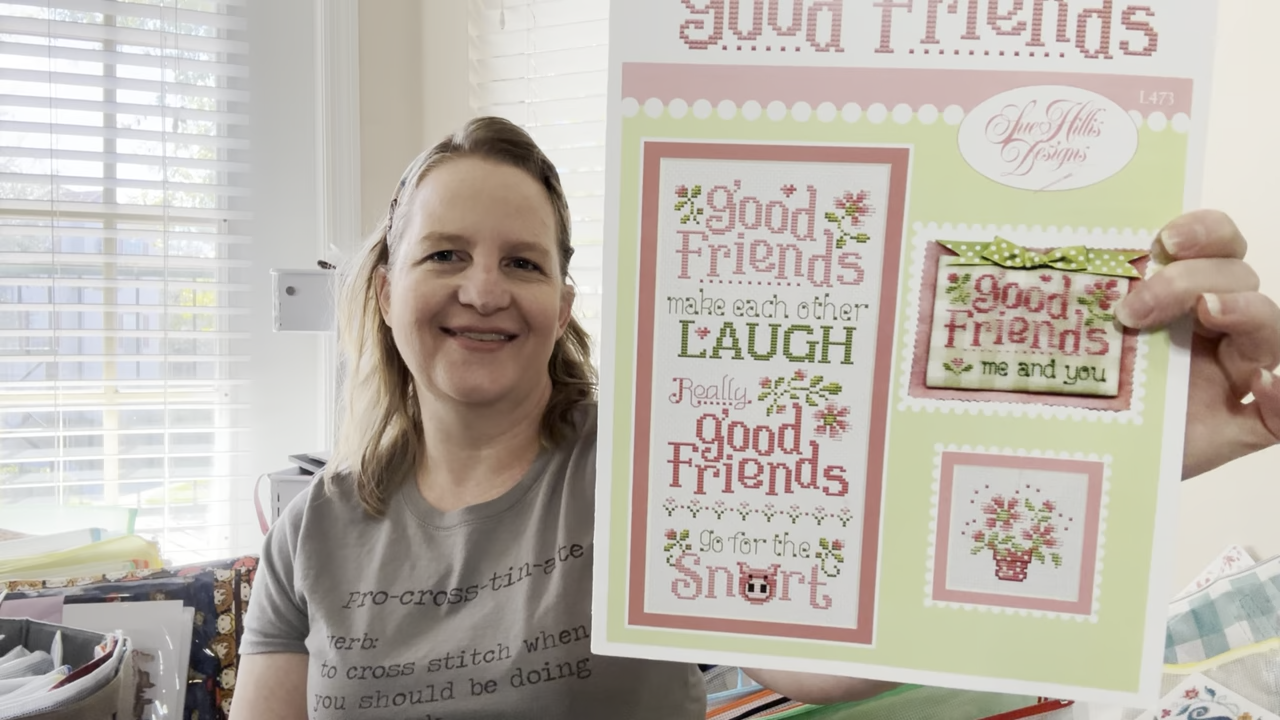 good Friends
L473
Sue Hillis
Designs
good
Friends
make each other
LAUGH
Really
good
Friends
go for the
Snort
good
Friends
me and you
pro-cross-tin-ate
verb:
to cross stitch when
you should be doing